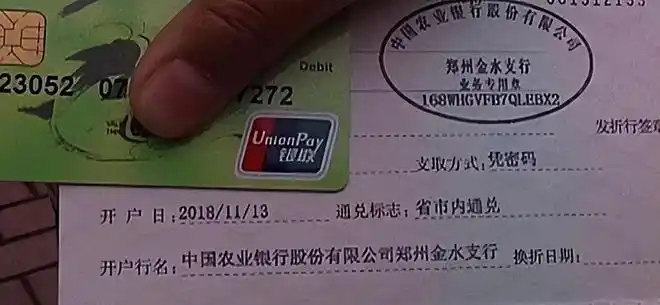 Debit
23052 07
7272
UnionPay
银联
中国农业银行股份有限公司
郑州金水支行
业务专用章
168WHGVFB7QLEBX2
发折行签章
支取方式: 凭密码
开户日: 2018/11/13
通兑标志: 省市内通兑
开户行名: 中国农业银行股份有限公司郑州金水支行
换折日期: